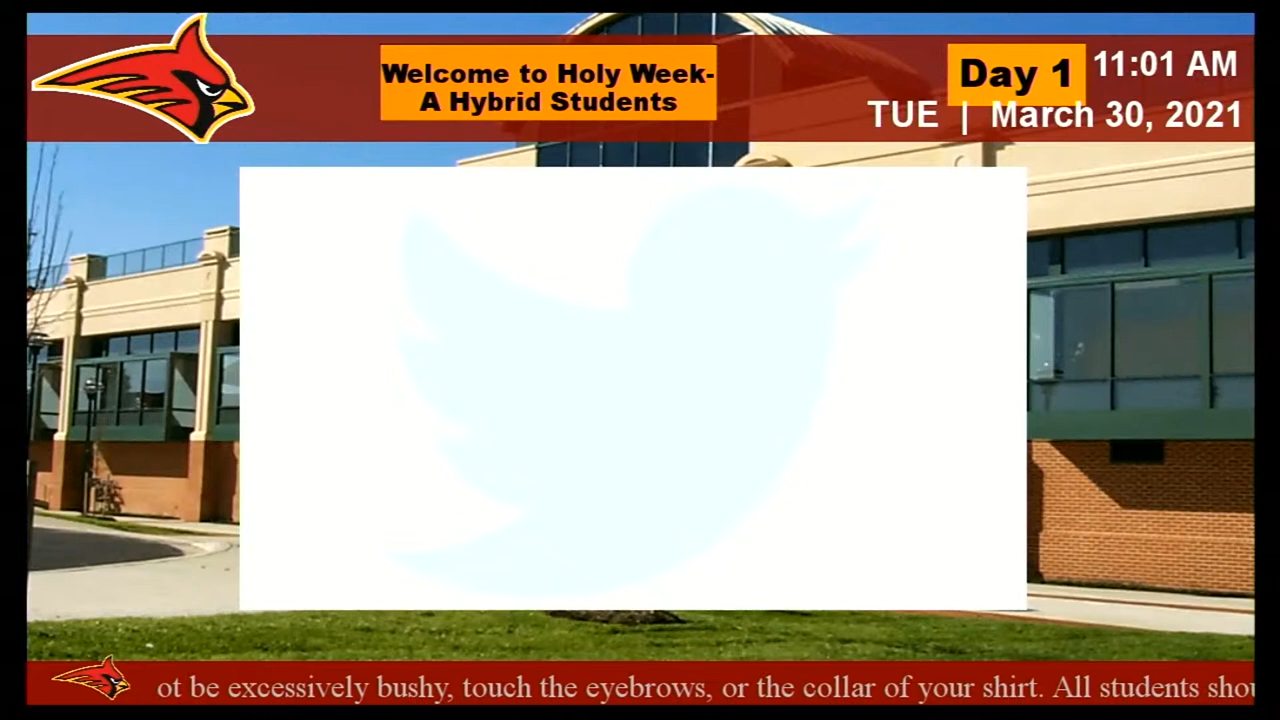 Welcome to Holy Week-
A Hybrid Students
Day 1
11:01 AM
TUE | March 30, 2021
ot be excessively bushy, touch the eyebrows, or the collar of your shirt. All students shou